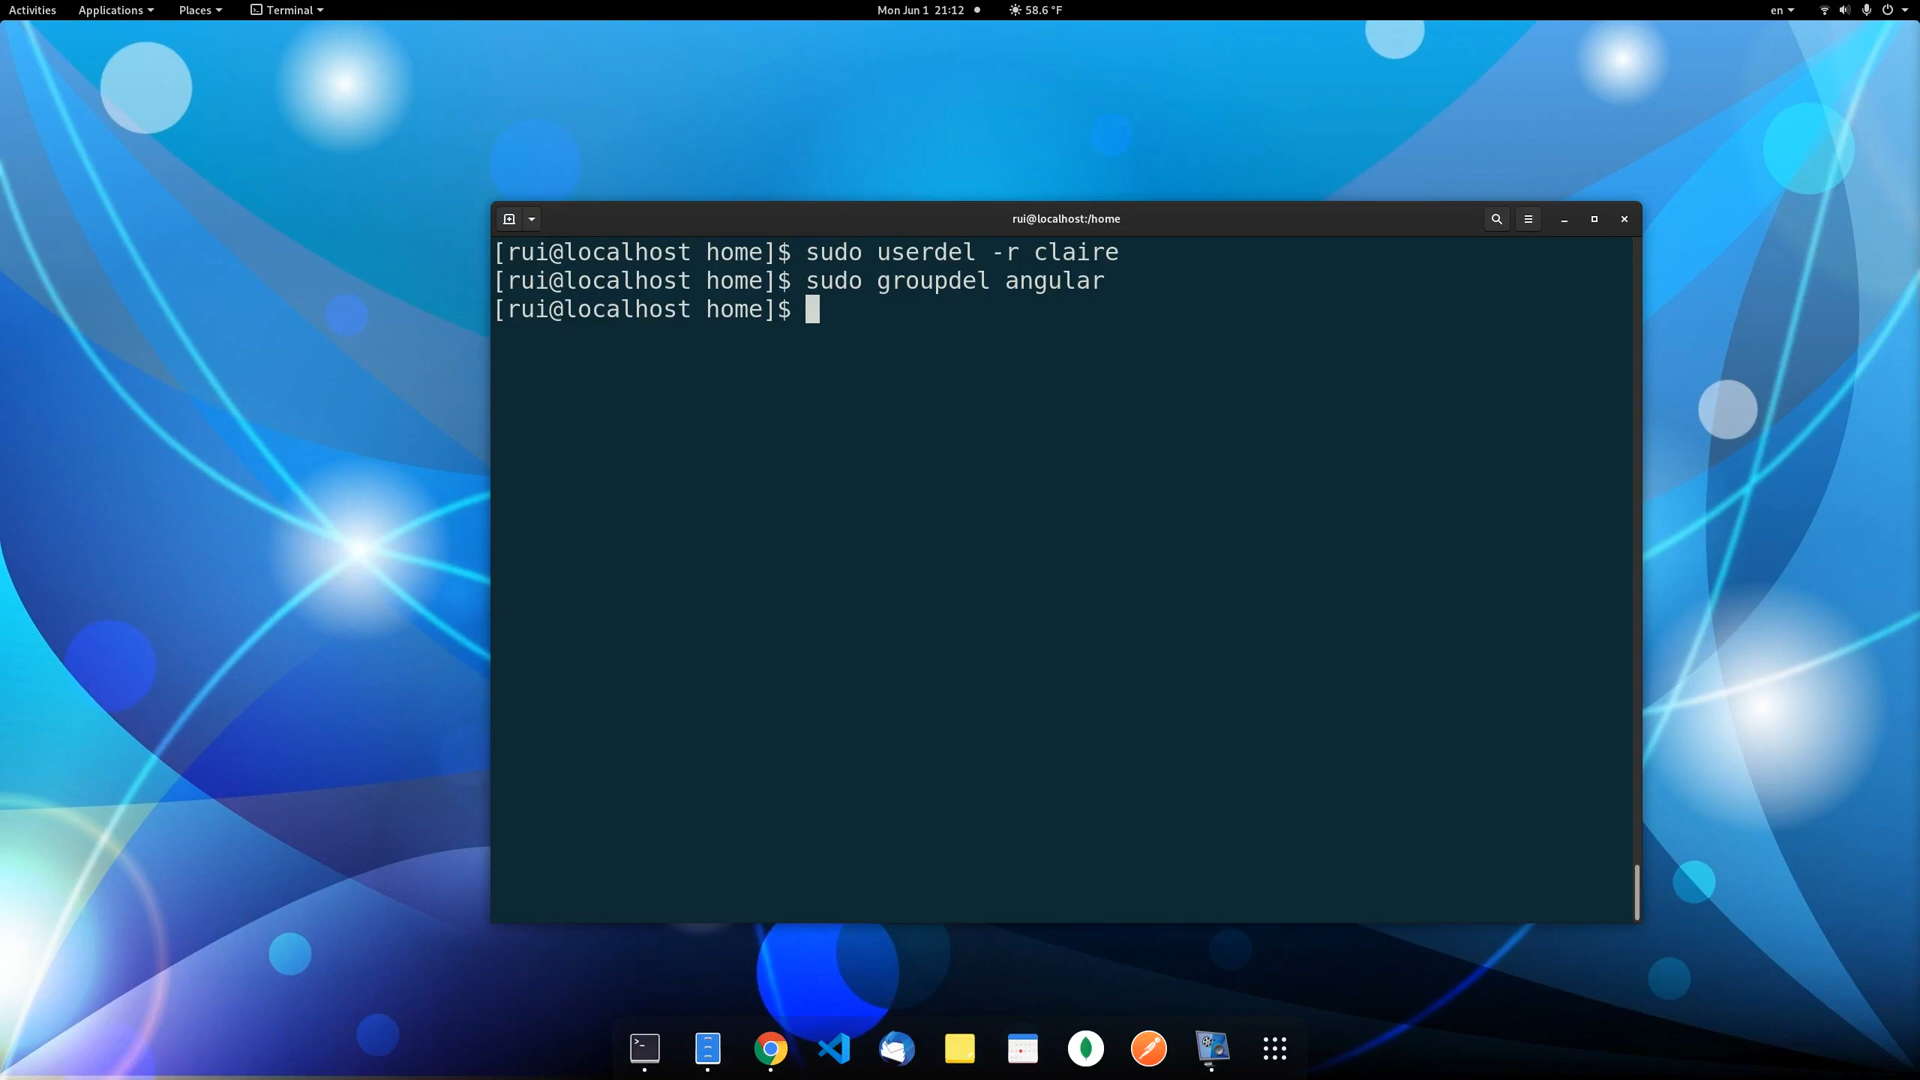 Activities Applications Places Terminal Mon Jun 1 21:12 58.6 °F en
rui@localhost:/home
[rui@localhost home]$ sudo userdel -r claire
[rui@localhost home]$ sudo groupdel angular
[rui@localhost home]$